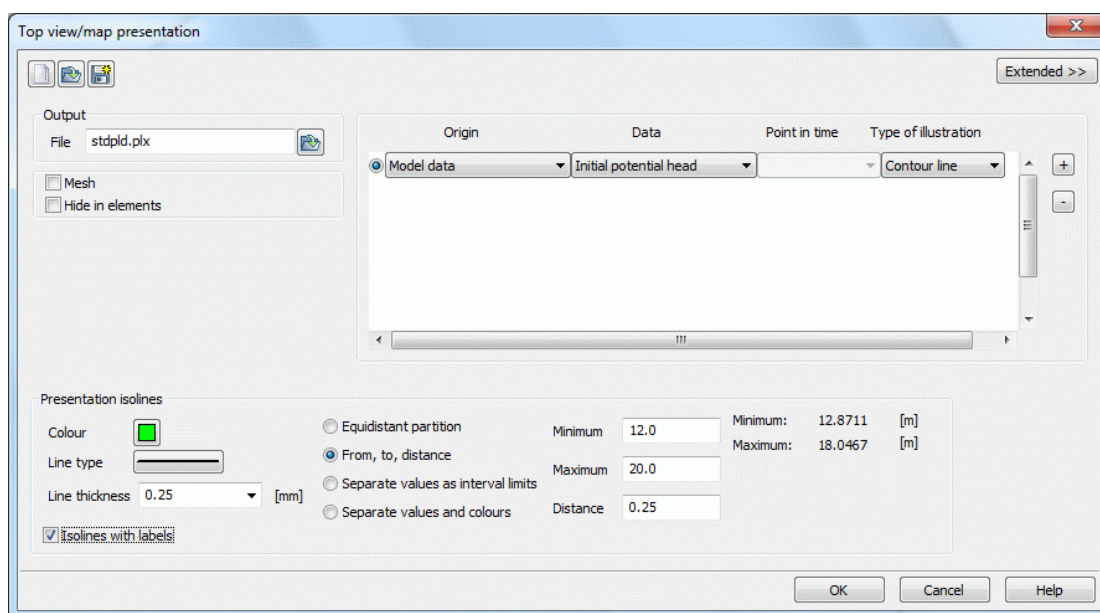 Top view/map presentation
Extended >>
Output
File stdpld.plx
Mesh
Hide in elements
Origin Data Point in time Type of illustration
Model data Initial potential head Contour line
+
-
Presentation isolines
Colour
Line type
Line thickness 0.25 [mm]
Isolines with labels
Equidistant partition
From, to, distance
Separate values as interval limits
Separate values and colours
Minimum 12.0
Maximum 20.0
Distance 0.25
Minimum: 12.8711 [m]
Maximum: 18.0467 [m]
OK Cancel Help